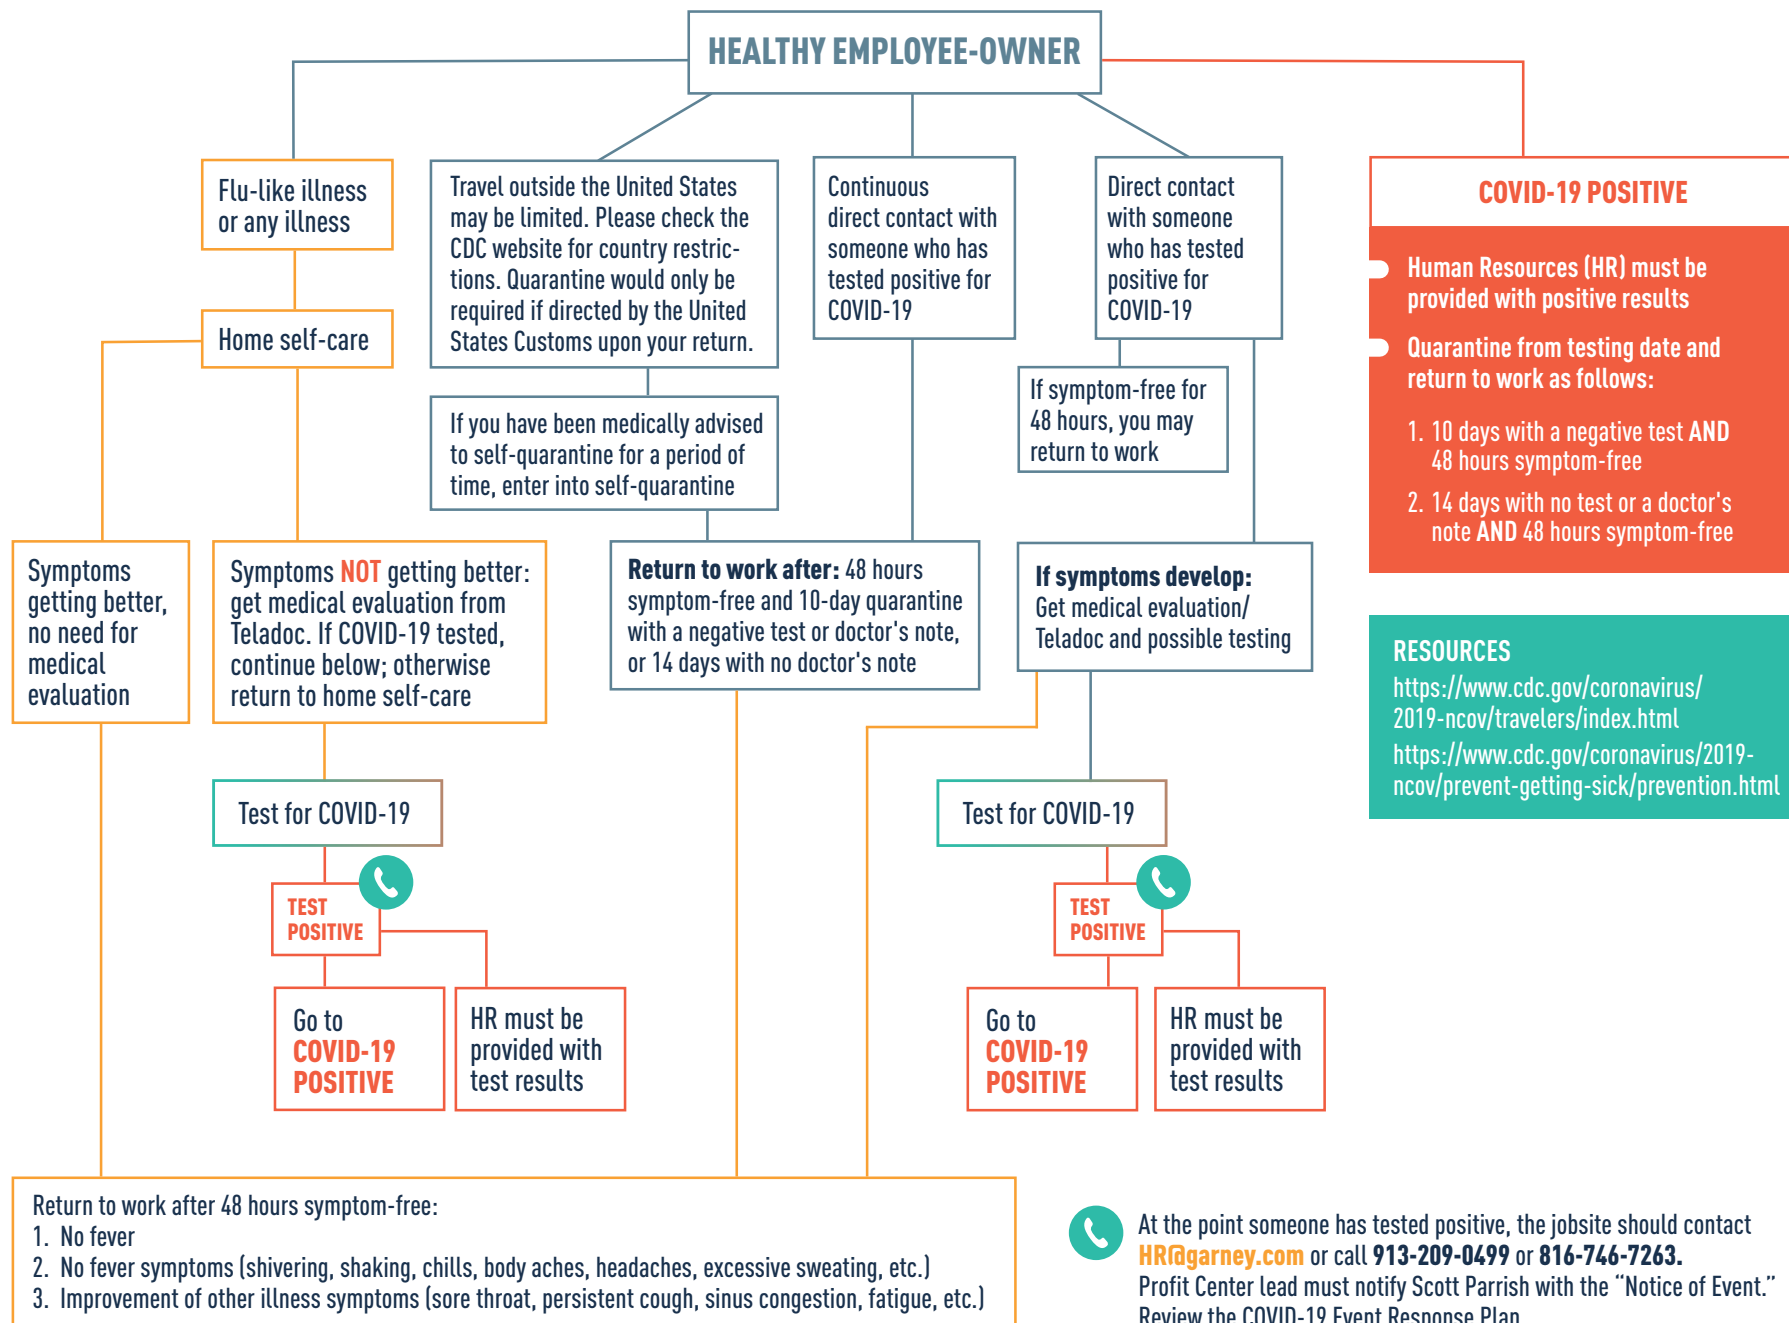 HEALTHY EMPLOYEE-OWNER
Flu-like illness
or any illness
Home self-care
Symptoms
getting better,
no need for
medical
evaluation
Symptoms NOT getting better:
get medical evaluation from
Teladoc. If COVID-19 tested,
continue below; otherwise
return to home self-care
Test for COVID-19
TEST
POSITIVE
Go to
COVID-19
POSITIVE
HR must be
provided with
test results
Travel outside the United States
may be limited. Please check the
CDC website for country restric-
tions. Quarantine would only be
required if directed by the United
States Customs upon your return.
If you have been medically advised
to self-quarantine for a period of
time, enter into self-quarantine
Continuous
direct contact with
someone who has
tested positive for
COVID-19
Return to work after: 48 hours
symptom-free and 10-day quarantine
with a negative test or doctor's note,
or 14 days with no doctor's note
Direct contact
with someone
who has tested
positive for
COVID-19
If symptom-free for
48 hours, you may
return to work
If symptoms develop:
Get medical evaluation/
Teladoc and possible testing
Test for COVID-19
TEST
POSITIVE
Go to
COVID-19
POSITIVE
HR must be
provided with
test results
COVID-19 POSITIVE
Human Resources (HR) must be
provided with positive results
Quarantine from testing date and
return to work as follows:
1. 10 days with a negative test AND
48 hours symptom-free
2. 14 days with no test or a doctor's
note AND 48 hours symptom-free
RESOURCES
https://www.cdc.gov/coronavirus/
2019-ncov/travelers/index.html
https://www.cdc.gov/coronavirus/2019-
ncov/prevent-getting-sick/prevention.html
Return to work after 48 hours symptom-free:
1. No fever
2. No fever symptoms (shivering, shaking, chills, body aches, headaches, excessive sweating, etc.)
3. Improvement of other illness symptoms (sore throat, persistent cough, sinus congestion, fatigue, etc.)
At the point someone has tested positive, the jobsite should contact
HR@garney.com or call 913-209-0499 or 816-746-7263.
Profit Center lead must notify Scott Parrish with the “Notice of Event.”
Review the COVID-19 Event Response Plan